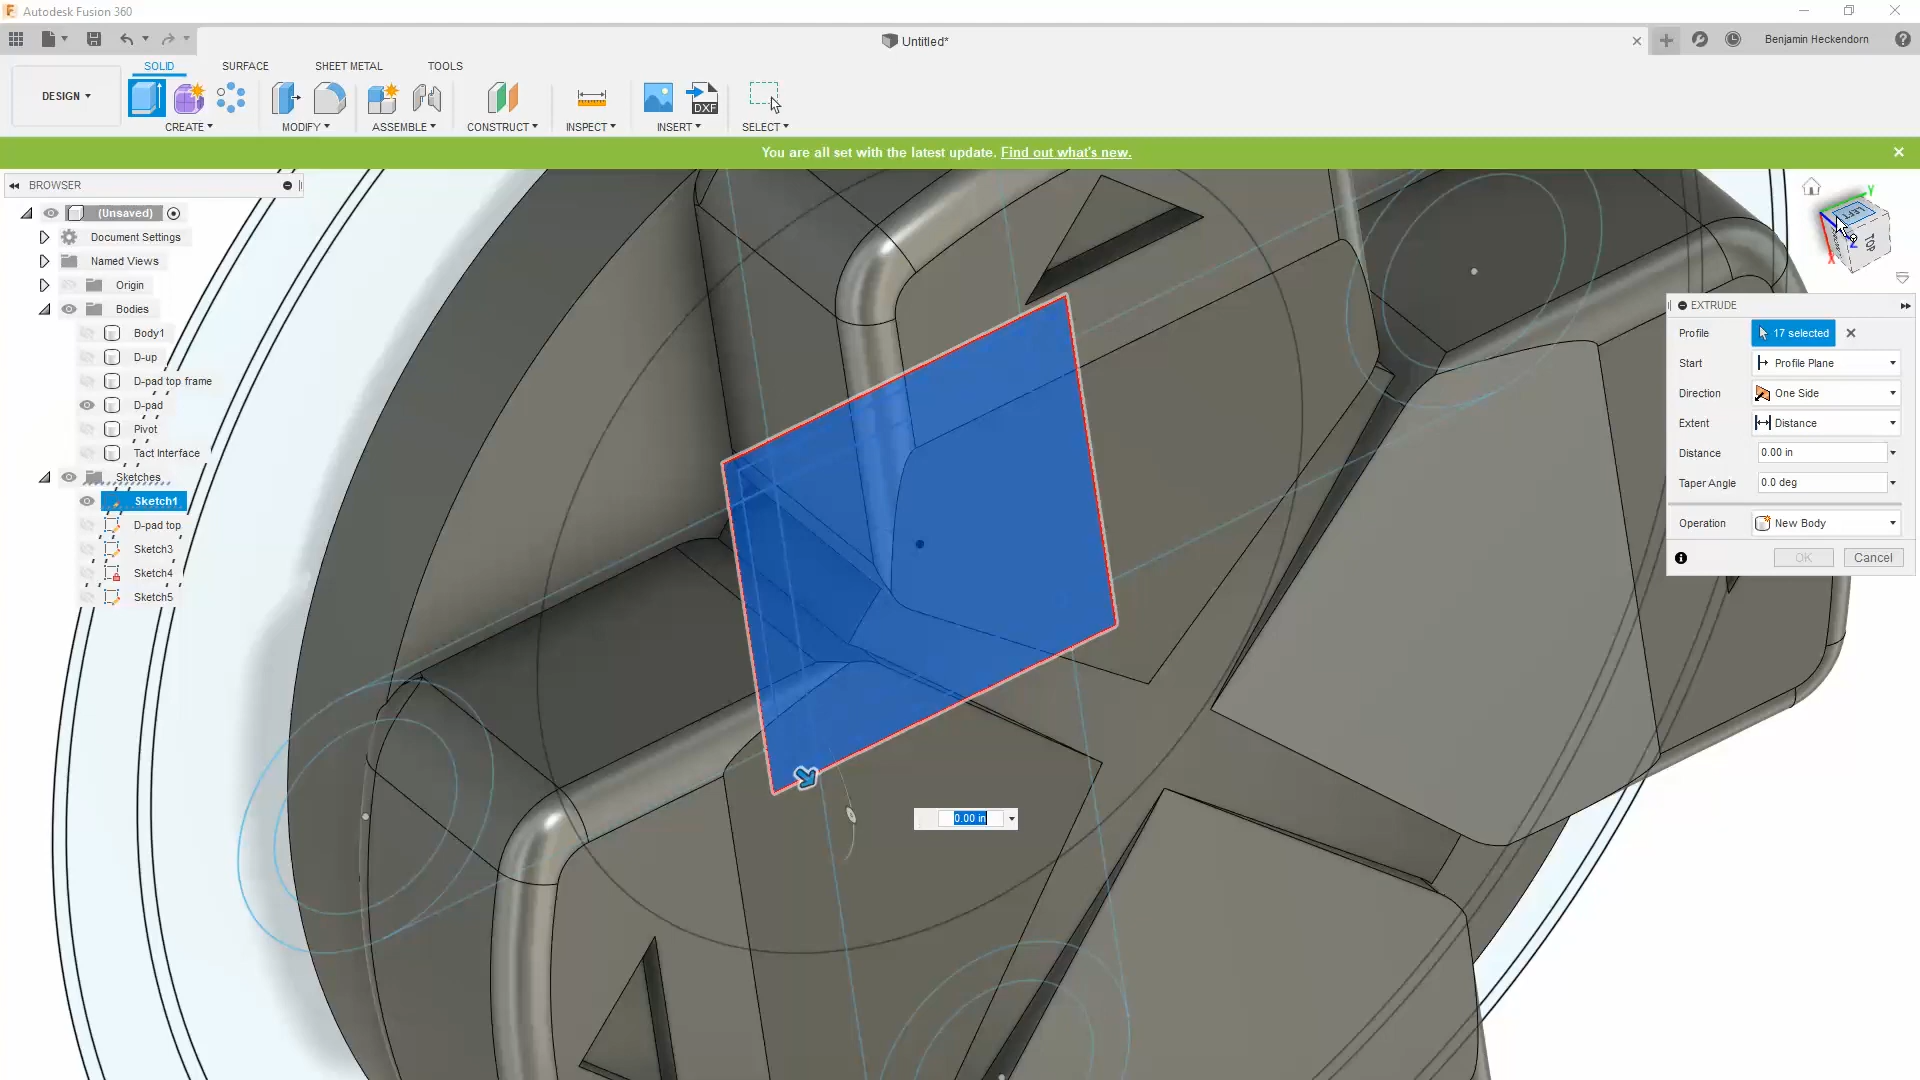 Autodesk Fusion 360
Untitled*
Benjamin Heckendorn
SOLID
SURFACE
SHEET METAL
TOOLS
DESIGN
CREATE
MODIFY
ASSEMBLE
CONSTRUCT
INSPECT
DXF
INSERT
SELECT
You are all set with the latest update. Find out what's new.
BROWSER
(Unsaved)
Document Settings
Named Views
Origin
Bodies
Body1
D-up
D-pad top frame
D-pad
Pivot
Tact Interface
Sketches
Sketch1
D-pad top
Sketch3
Sketch4
Sketch5
Y
LEFT
TOP
Z
X
EXTRUDE
Profile
17 selected
Start
Profile Plane
Direction
One Side
Extent
Distance
Distance
0.00 in
Taper Angle
0.0 deg
Operation
New Body
OK
Cancel
0.00 in